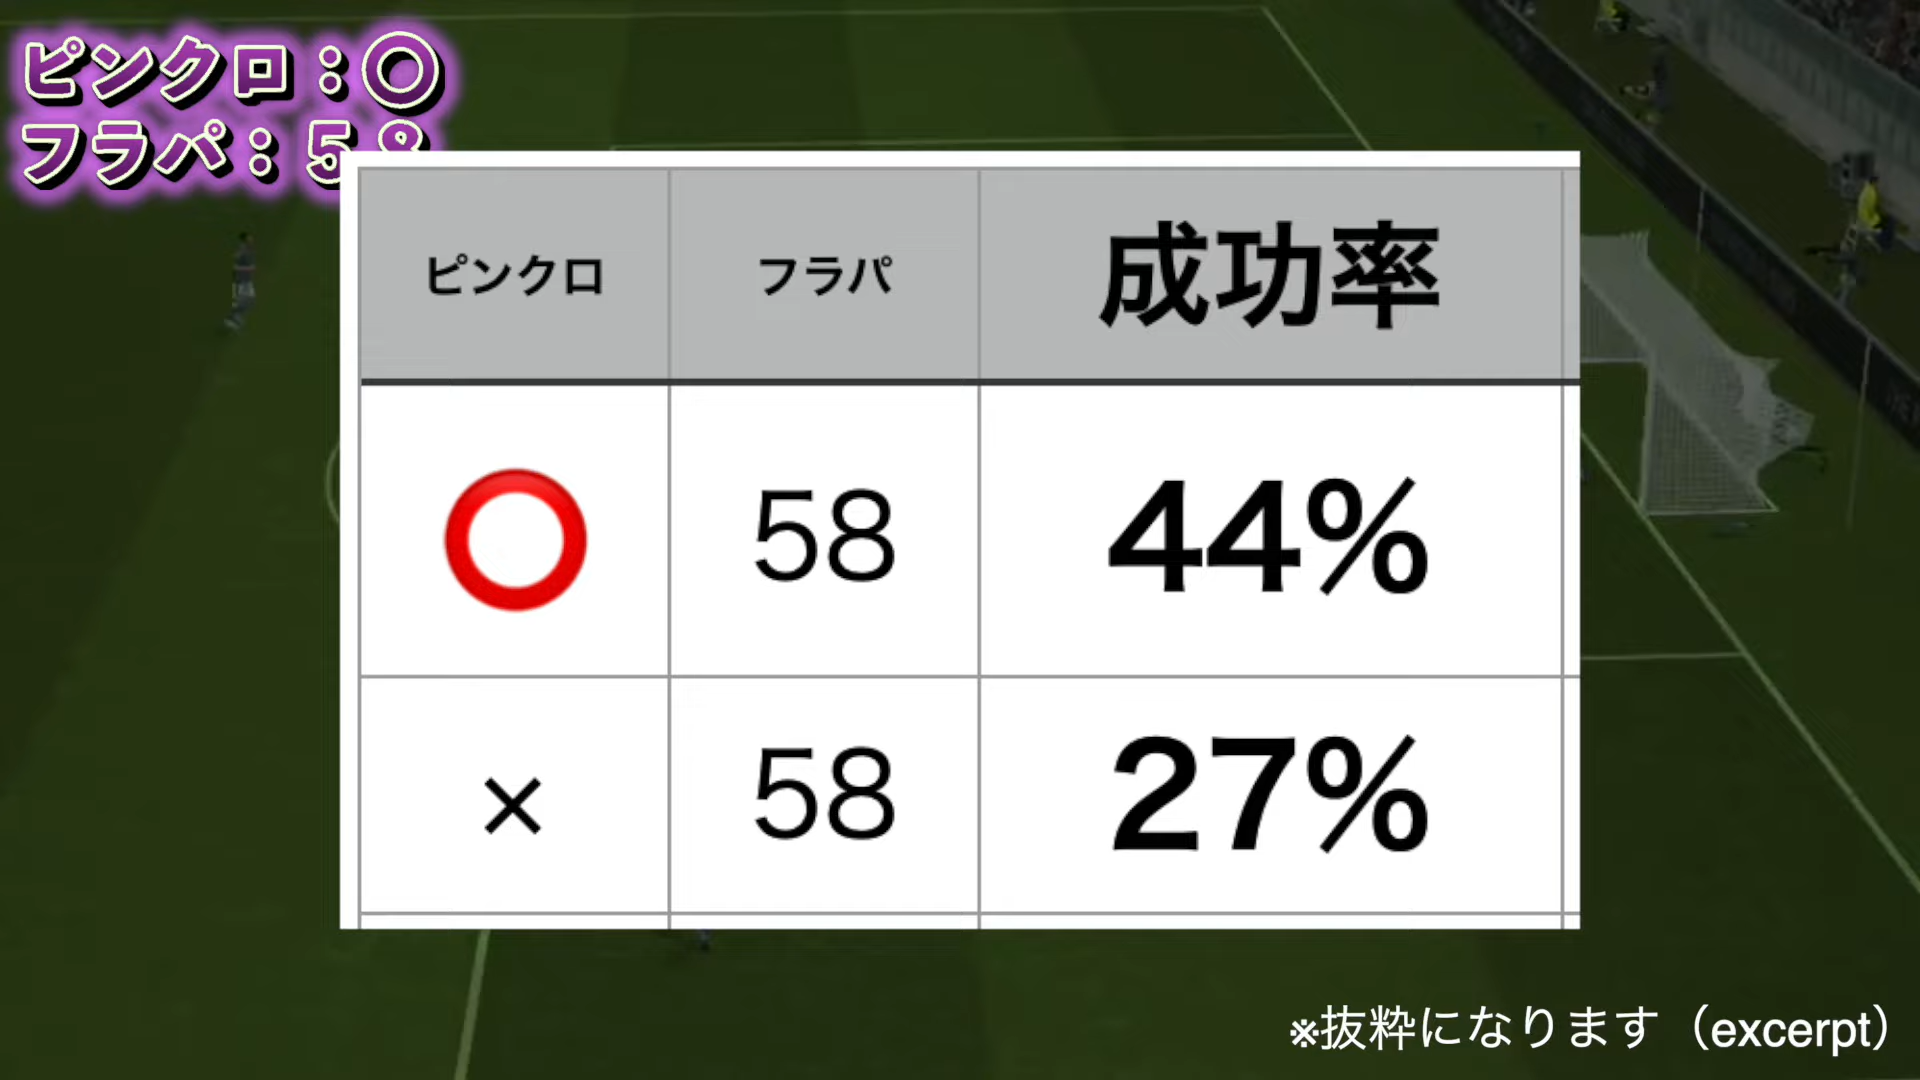 ピンクロ：〇
フラパ：58
ピンクロ フラパ 成功率
⭕ 58 44%
× 58 27%
※抜粋になります（excerpt）